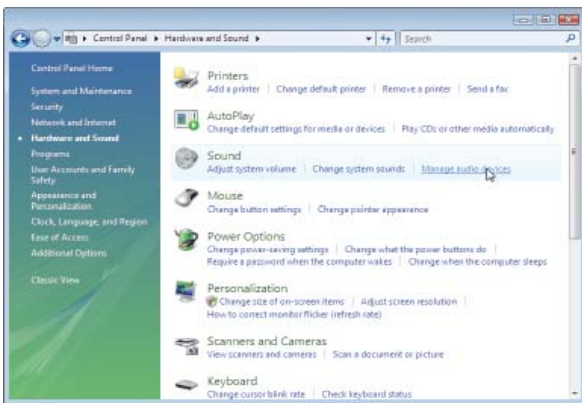 Control Panel ▸ Hardware and Sound ▸
Search
Control Panel Home
System and Maintenance
Security
Network and Internet
Hardware and Sound
Programs
User Accounts and Family
Safety
Appearance and
Personalization
Clock, Language, and Region
Ease of Access
Additional Options
Classic View
Printers
Add a printer | Change default printer | Remove a printer | Send a fax
AutoPlay
Change default settings for media or devices | Play CDs or other media automatically
Sound
Adjust system volume | Change system sounds | Manage audio devices
Mouse
Change button settings | Change pointer appearance
Power Options
Change power-saving settings | Change what the power buttons do |
Require a password when the computer wakes | Change when the computer sleeps
Personalization
Change size of on-screen items | Adjust screen resolution |
How to correct monitor flicker (refresh rate)
Scanners and Cameras
View scanners and cameras | Scan a document or picture
Keyboard
Change cursor blink rate | Check keyboard status